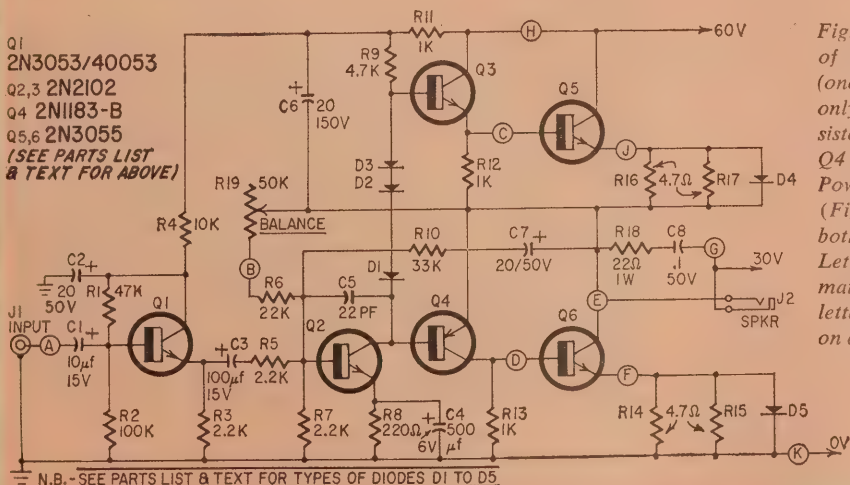 Q1
2N3053/40053
Q2,3 2N2102
Q4 2N1183-B
Q5,6 2N3055
(SEE PARTS LIST
& TEXT FOR ABOVE)
R11
1K
H
60V
R9
4.7K
Q3
Q5
+
C6
20
150V
C
J
D3
D2
R12
1K
R16
4.7Ω
R17
D4
R19
50K
BALANCE
R4
10K
B
R10
33K
C7
+
20/50V
R18
22Ω
1W
C8
.1
50V
G
30V
C2
+
20
50V
R1
47K
Q1
R6
22K
C5
22 PF
D1
Q2
Q4
E
J2
SPKR
Q6
J1
INPUT
A
C1
+
10μf
15V
+
C3
100μf
15V
R5
2.2K
D
F
R2
100K
R3
2.2K
R7
2.2K
R8
220Ω
+
6V
C4
500
μf
R13
1K
R14
4.7Ω
R15
D5
K
0V
N.B.- SEE PARTS LIST & TEXT FOR TYPES OF DIODES D1 TO D5
Fig
of
(one
only
sist
Q4
Pow
(Fi
both
Let
mai
lett
on